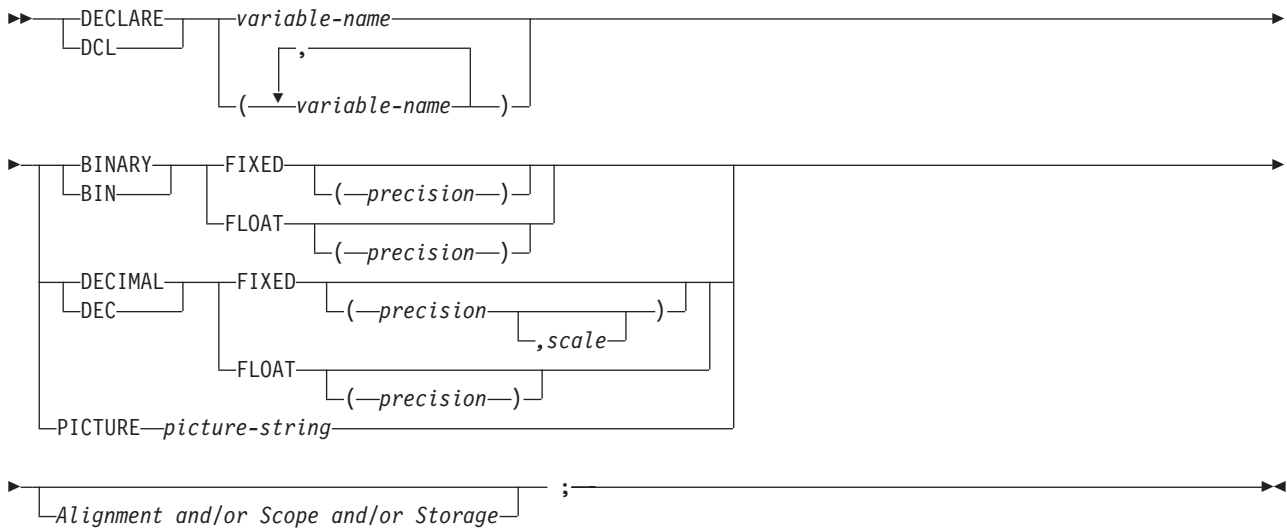 DECLARE variable-name
DCL ,
( variable-name )
BINARY FIXED
BIN ( precision )
FLOAT
( precision )
DECIMAL FIXED
DEC ( precision )
,scale
FLOAT
( precision )
PICTURE picture-string
;
Alignment and/or Scope and/or Storage